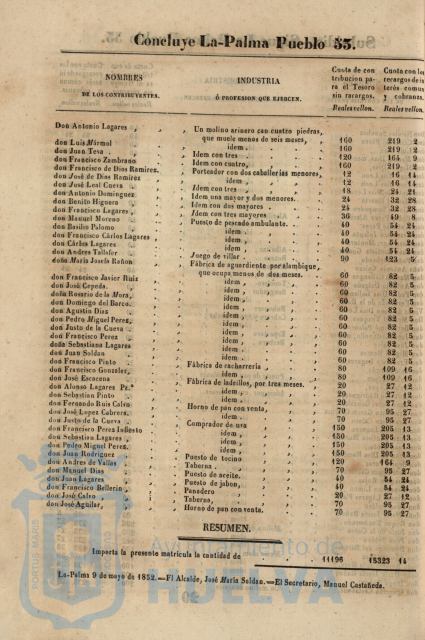 Concluye La-Palma Pueblo 53.
NOMBRES DE LOS CONTRIBUYENTES.
INDUSTRIA Ó PROFESION QUE EJERCEN.
Cuota de contribucion para el Tesoro sin recargos. Reales vellon.
Cuota con los recargos de interés comun y cobranza. Reales vellon.
Don Antonio Lagares , Un molino arinero con cuatro piedras,
que muele menos de seis meses, 160 219 2
don Luis Mármol idem 160 219 2
don Juan Tova Idem con tres 120 165 9
don Francisco Zambrano Idem con cuatro, 160 219 2
don Francisco de Dios Ramirez, Porteador con dos caballerías menores, 12 16 14
don José de Dios Ramirez idem 12 16 14
don José Leal Cueva Idem con tres 18 24 24
don Antonio Dominguez Idem una mayor y dos menores. 24 32 28
don Benito Higuera Idem con dos mayores 24 32 28
don Francisco Lagares , Idem con tres mayores 36 49 8
don Manuel Moreno Puesto de pescado ambulante. 40 54 24
don Basilio Palomo idem 40 54 24
don Francisco Cárlos Lagares idem 40 54 24
don Cárlos Lagares idem 40 54 24
don Andres Tallafer Juego de villar 90 123 5
doña María Josefa Rañon Fábrica de aguardiente por alambique,
que ocupa menos de dos meses. 60 82 5
don Francisco Javier Ruiz idem 60 82 5
don José Cepeda. idem 60 82 5
doña Rosario de la Mora, idem 60 82 5
don Domingo del Barco. idem 60 82 5
don Agustin Dias idem 60 82 5
don Pedro Miguel Perez, idem 60 82 5
don Justo de la Cueva idem 60 82 5
don Francisco Perez idem 60 82 5
doña Sebastiana Lagares idem 60 82 5
don Juan Soldan idem 60 82 5
don Francisco Pinto Fábrica de racharreria 80 109 16
don Francisco Gonzalez, idem 80 109 16
don José Escacena Fábrica de ladrillos, por tres meses. 20 27 12
don Alonso Lagares Pz. idem 20 27 12
don Sebastian Pinto idem 20 27 12
don Fernando Ruiz Calvo Horno de pan con venta, 70 95 27
don José Lopez Cabrera. idem 70 95 27
don Justo de la Cueva Comprador de uva 150 205 13
don Francisco Perez Infiesto idem 150 205 13
don Sebastian Lagares idem 150 205 13
don Pedro Miguel Perez. idem 150 205 13
don Juan Rodriguez Puesto de tocino 120 164 9
don Andres de Vallas Taberna 70 95 27
don Manuel Dias Puesto de aceite. 40 54 24
don Juan Lagares Puesto de jabon, 40 54 24
don Francisco Bellerin Panadero 20 27 12
don José Calvo Taberna, 70 95 27
don José Aguilar, Horno de pan con venta. 70 95 27
RESUMEN.
Importa la presente matrícula la cantidad de 11196 15323 14
La-Palma 9 de mayo de 1852.=El Alcalde, José María Soldan.=El Secretario, Manuel Castañeda.
Ayuntamiento de
HUELVA
PORTUS MARIS